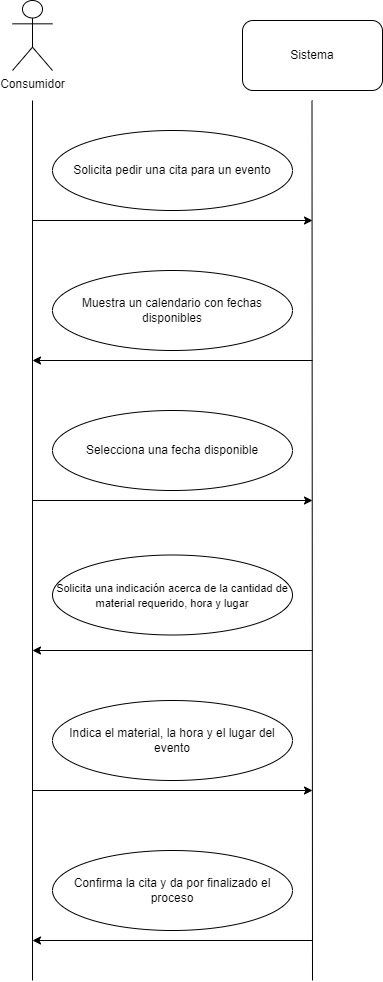 Consumidor
Sistema
Solicita pedir una cita para un evento
Muestra un calendario con fechas
disponibles
Selecciona una fecha disponible
Solicita una indicación acerca de la cantidad de
material requerido, hora y lugar
Indica el material, la hora y el lugar del
evento
Confirma la cita y da por finalizado el
proceso